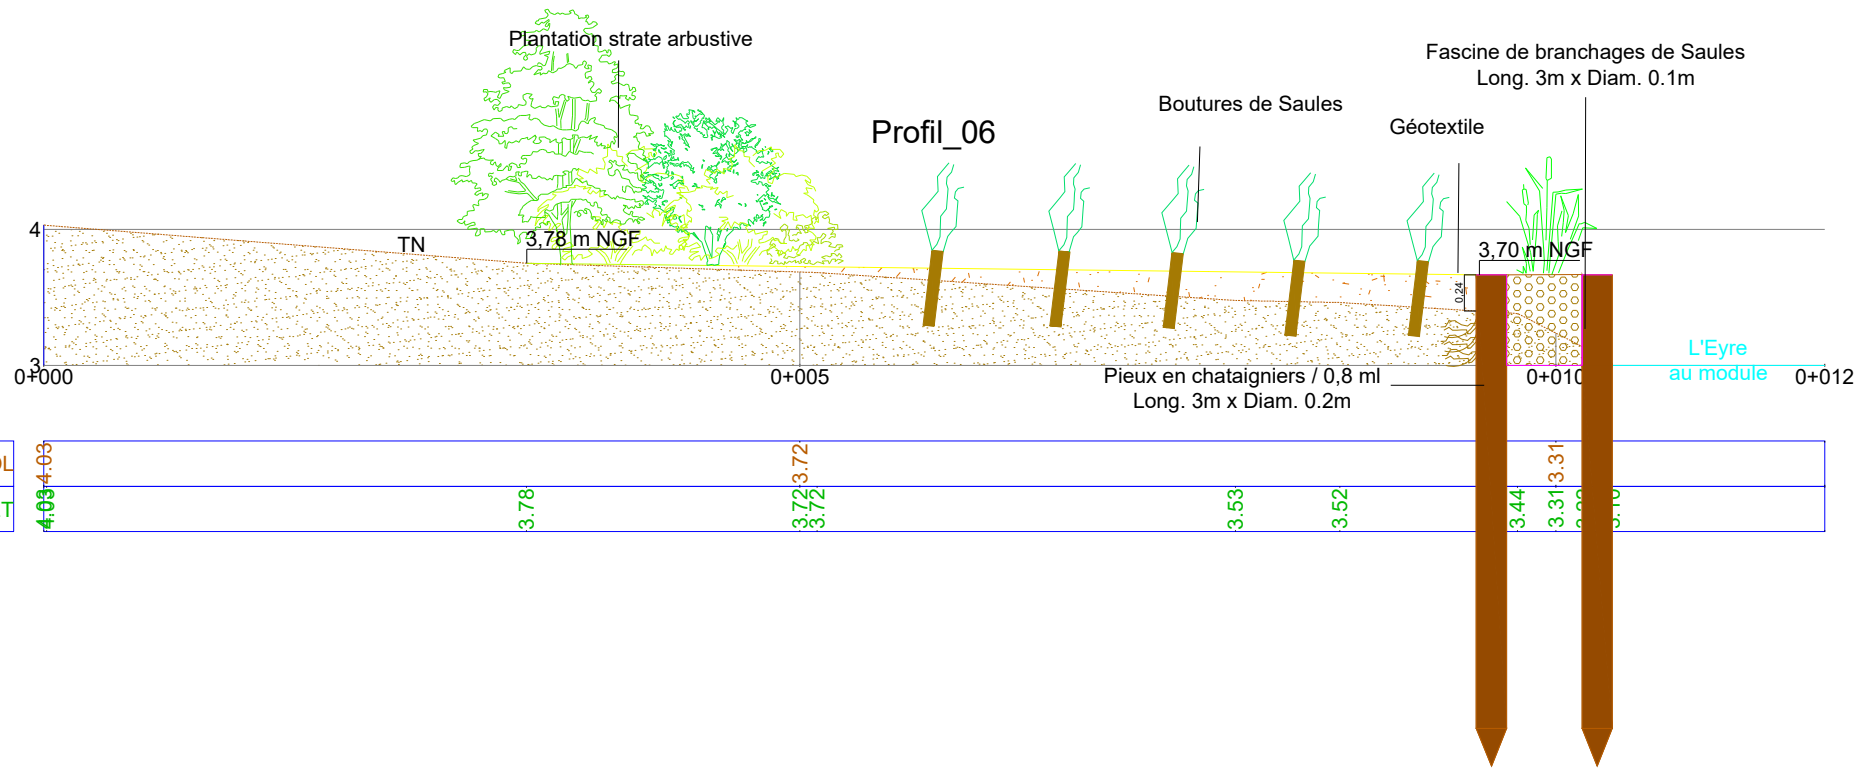 Plantation strate arbustive
Fascine de branchages de Saules
Long. 3m x Diam. 0.1m
Boutures de Saules
Géotextile
Profil_06
4
TN
3,78 m NGF
3,70 m NGF
0.24
3
L'Eyre
au module
0+000
0+005
0+010
0+012
Pieux en chataigniers / 0,8 ml
Long. 3m x Diam. 0.2m
4.03
3.72
3.31
T
4.03
3.78
3.72
3.72
3.53
3.52
3.44
3.31